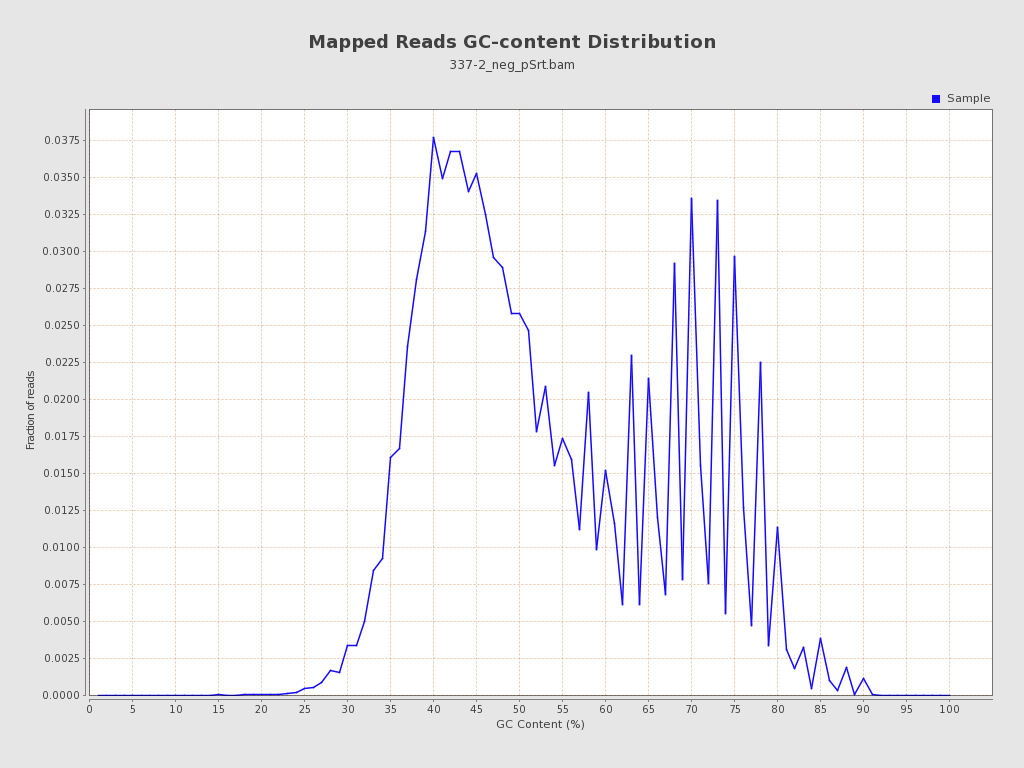 Mapped Reads GC-content Distribution
337-2_neg_pSrt.bam
Sample
0.0375
0.0350
0.0325
0.0300
0.0275
0.0250
0.0225
0.0200
0.0175
0.0150
0.0125
0.0100
0.0075
0.0050
0.0025
0.0000
Fraction of reads
0 5 10 15 20 25 30 35 40 45 50 55 60 65 70 75 80 85 90 95 100
GC Content (%)